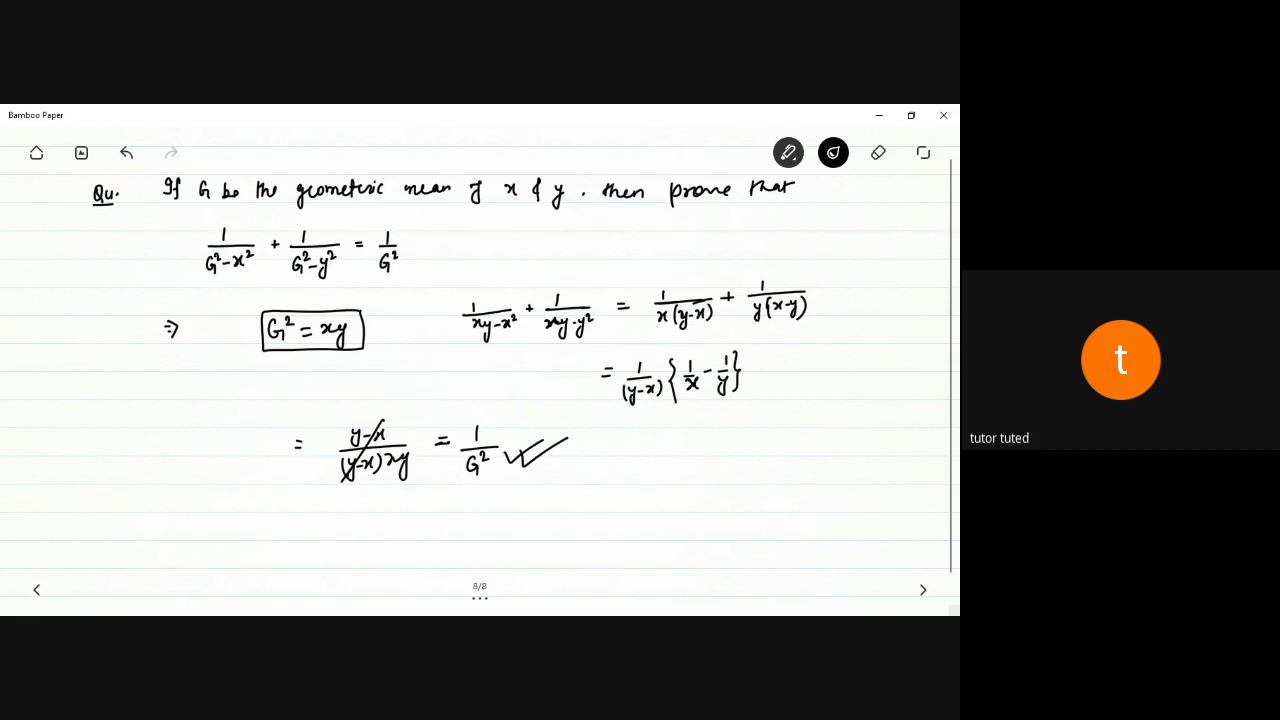 Bamboo Paper
Qu. If G be the geometric mean of x & y . then prove that
1/(G²-x²) + 1/(G²-y²) = 1/G²
⇒ G² = xy 1/(xy-x²) + 1/(xy-y²) = 1/(x(y-x)) + 1/(y(x-y))
= 1/(y-x) { 1/x - 1/y }
= (y-x)/((y-x)xy) = 1/G²
t
tutor tuted
8/8